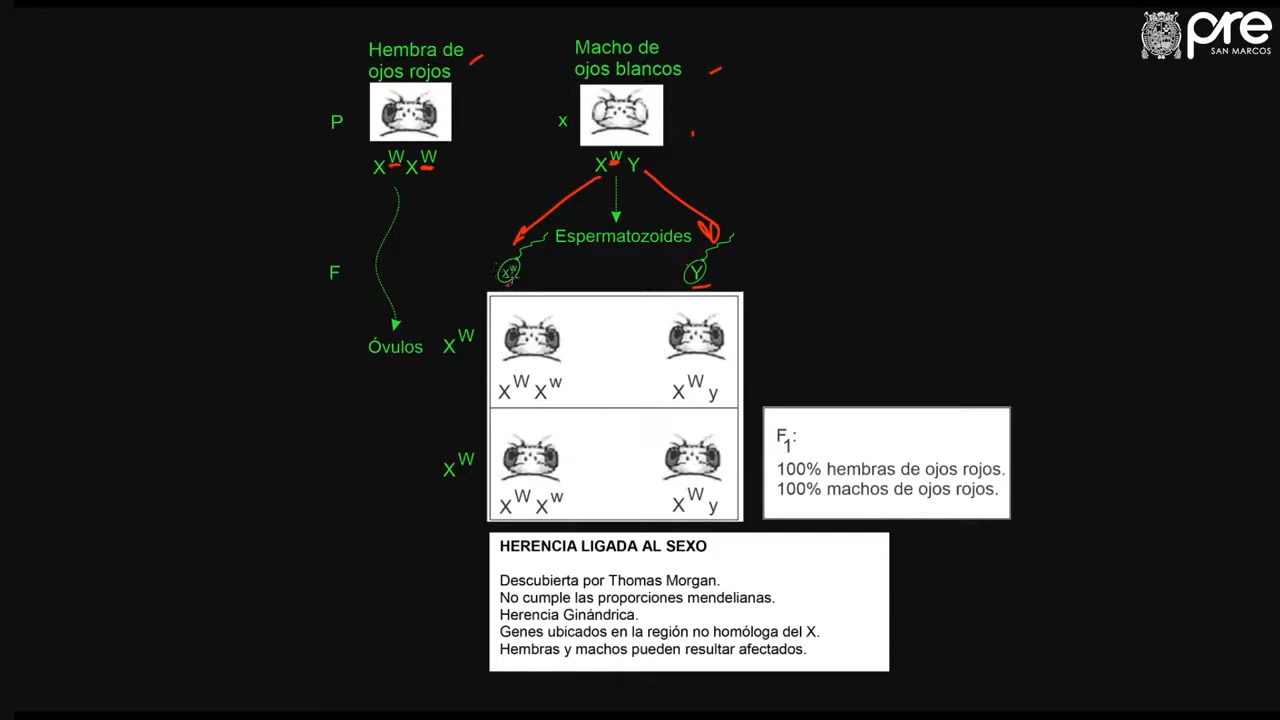 pre
SAN MARCOS
Hembra de
ojos rojos
Macho de
ojos blancos
P
x
X^W X^W
X^w Y
Espermatozoides
F
X^w
Y
Óvulos X^W
X^W X^w
X^W y
X^W
X^W X^w
X^W y
F1:
100% hembras de ojos rojos.
100% machos de ojos rojos.
HERENCIA LIGADA AL SEXO
Descubierta por Thomas Morgan.
No cumple las proporciones mendelianas.
Herencia Ginándrica.
Genes ubicados en la región no homóloga del X.
Hembras y machos pueden resultar afectados.